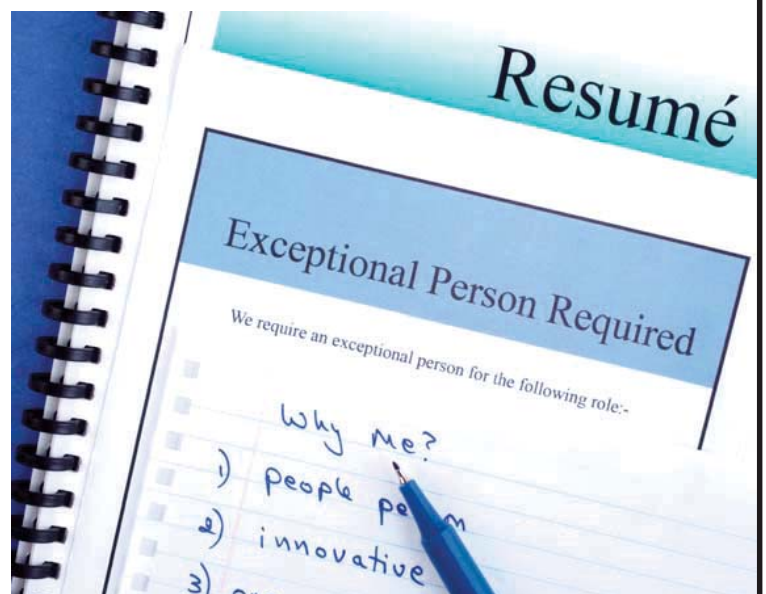 Resumé
Exceptional Person Required
We require an exceptional person for the following role:-
Why Me?
1) people person
2) innovative
3)